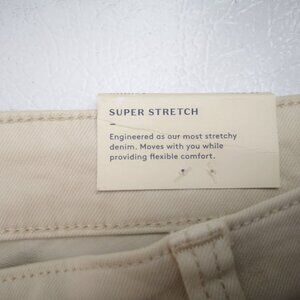 SUPER STRETCH
–
Engineered as our most stretchy
denim. Moves with you while
providing flexible comfort.